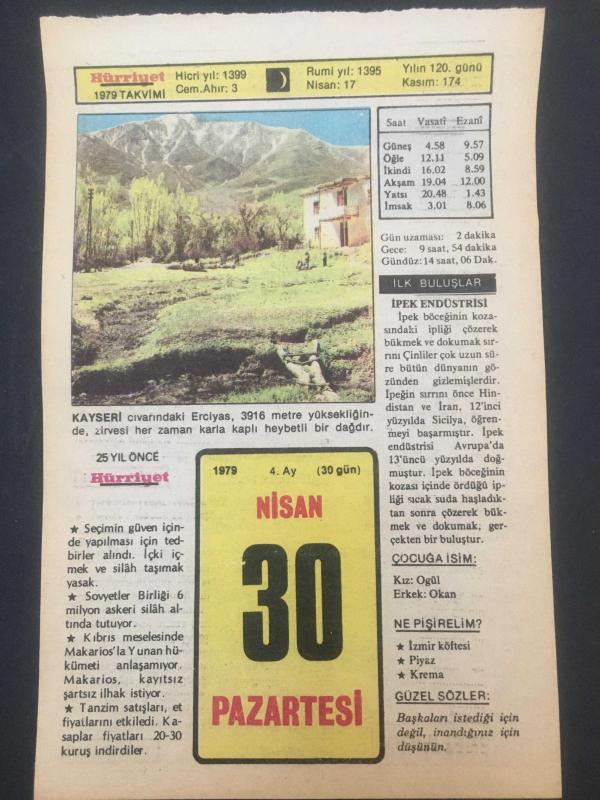 Hürriyet
1979 TAKVİMİ
Hicri yıl: 1399
Cem.Ahır: 3
Rumi yıl: 1395
Nisan: 17
Yılın 120. günü
Kasım: 174
Saat Vasatî Ezanî
Güneş 4.58 9.57
Öğle 12.11 5.09
İkindi 16.02 8.59
Akşam 19.04 12.00
Yatsı 20.48 1.43
İmsak 3.01 8.06
Gün uzaması: 2 dakika
Gece: 9 saat, 54 dakika
Gündüz: 14 saat, 06 Dak.
KAYSERİ civarındaki Erciyas, 3916 metre yüksekliğin-
de, zirvesi her zaman karla kaplı heybetli bir dağdır.
25 YIL ÖNCE
Hürriyet
★ Seçimin güven için-
de yapılması için ted-
birler alındı. İçki iç-
mek ve silâh taşımak
yasak.
★ Sovyetler Birliği 6
milyon askeri silâh al-
tında tutuyor.
★ Kıbrıs meselesinde
Makarios'la Yunan hü-
kümeti anlaşamıyor.
Makarios, kayıtsız
şartsız ilhak istiyor.
★ Tanzim satışları, et
fiyatlarını etkiledi. Ka-
saplar fiyatları 20-30
kuruş indirdiler.
1979 4. Ay (30 gün)
NİSAN
30
PAZARTESİ
İLK BULUŞLAR
İPEK ENDÜSTRİSİ
İpek böceğinin koza-
sındaki ipliği çözerek
bükmek ve dokumak sır-
rını Çinliler çok uzun sü-
re bütün dünyanın gö-
zünden gizlemişlerdir.
İpeğin sırrını önce Hin-
distan ve İran, 12'inci
yüzyılda Sicilya, öğren-
meyi başarmıştır. İpek
endüstrisi Avrupa'da
13'üncü yüzyılda doğ-
muştur. İpek böceğinin
kozası içinde ördüğü ip-
liği sıcak suda haşladık-
tan sonra çözerek bük-
mek ve dokumak, ger-
çekten bir buluştur.
ÇOCUĞA İSİM:
Kız: Ogül
Erkek: Okan
NE PİŞİRELİM?
★ İzmir köftesi
★ Piyaz
★ Krema
GÜZEL SÖZLER:
Başkaları istediği için
değil, inandığınız için
düşünün.